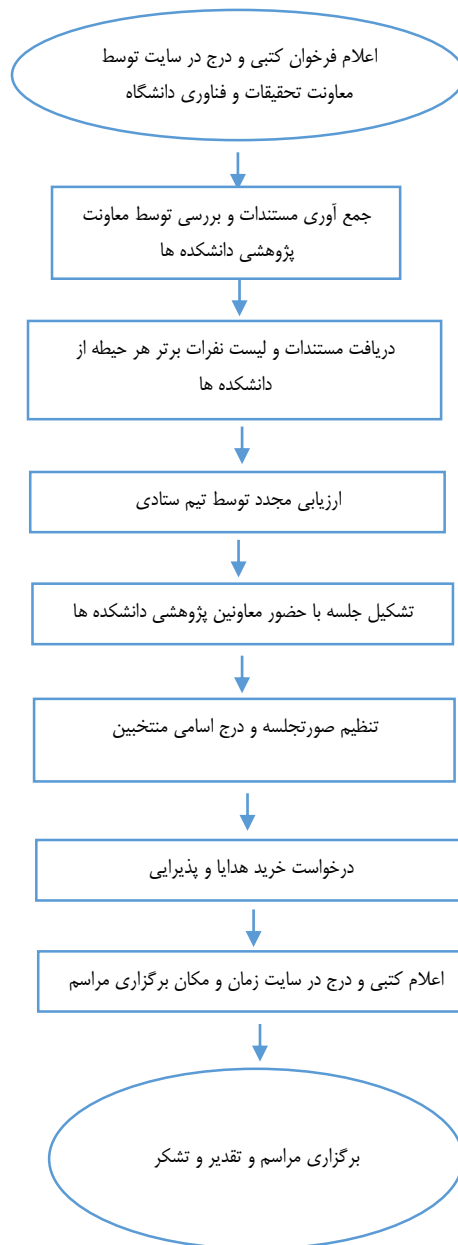 اعلام فرخوان کتبی و درج در سایت توسط
معاونت تحقیقات و فناوری دانشگاه
جمع آوری مستندات و بررسی توسط معاونت
پژوهشی دانشکده ها
دریافت مستندات و لیست نفرات برتر هر حیطه از
دانشکده ها
ارزیابی مجدد توسط تیم ستادی
تشکیل جلسه با حضور معاونین پژوهشی دانشکده ها
تنظیم صورتجلسه و درج اسامی منتخبین
درخواست خرید هدایا و پذیرایی
اعلام کتبی و درج در سایت زمان و مکان برگزاری مراسم
برگزاری مراسم و تقدیر و تشکر